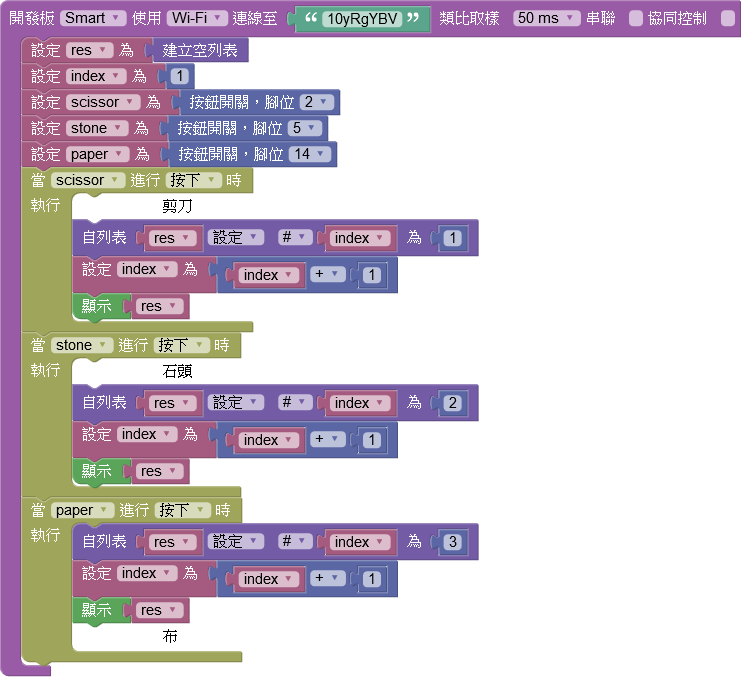 開發板 Smart 使用 Wi-Fi 連線至 “ 10yRgYBV ” 類比取樣 50 ms 串聯 協同控制
設定 res 為 建立空列表
設定 index 為 1
設定 scissor 為 按鈕開關，腳位 2
設定 stone 為 按鈕開關，腳位 5
設定 paper 為 按鈕開關，腳位 14
當 scissor 進行 按下 時
執行 剪刀
自列表 res 設定 # index 為 1
設定 index 為 index + 1
顯示 res
當 stone 進行 按下 時
執行 石頭
自列表 res 設定 # index 為 2
設定 index 為 index + 1
顯示 res
當 paper 進行 按下 時
執行 自列表 res 設定 # index 為 3
設定 index 為 index + 1
顯示 res
布